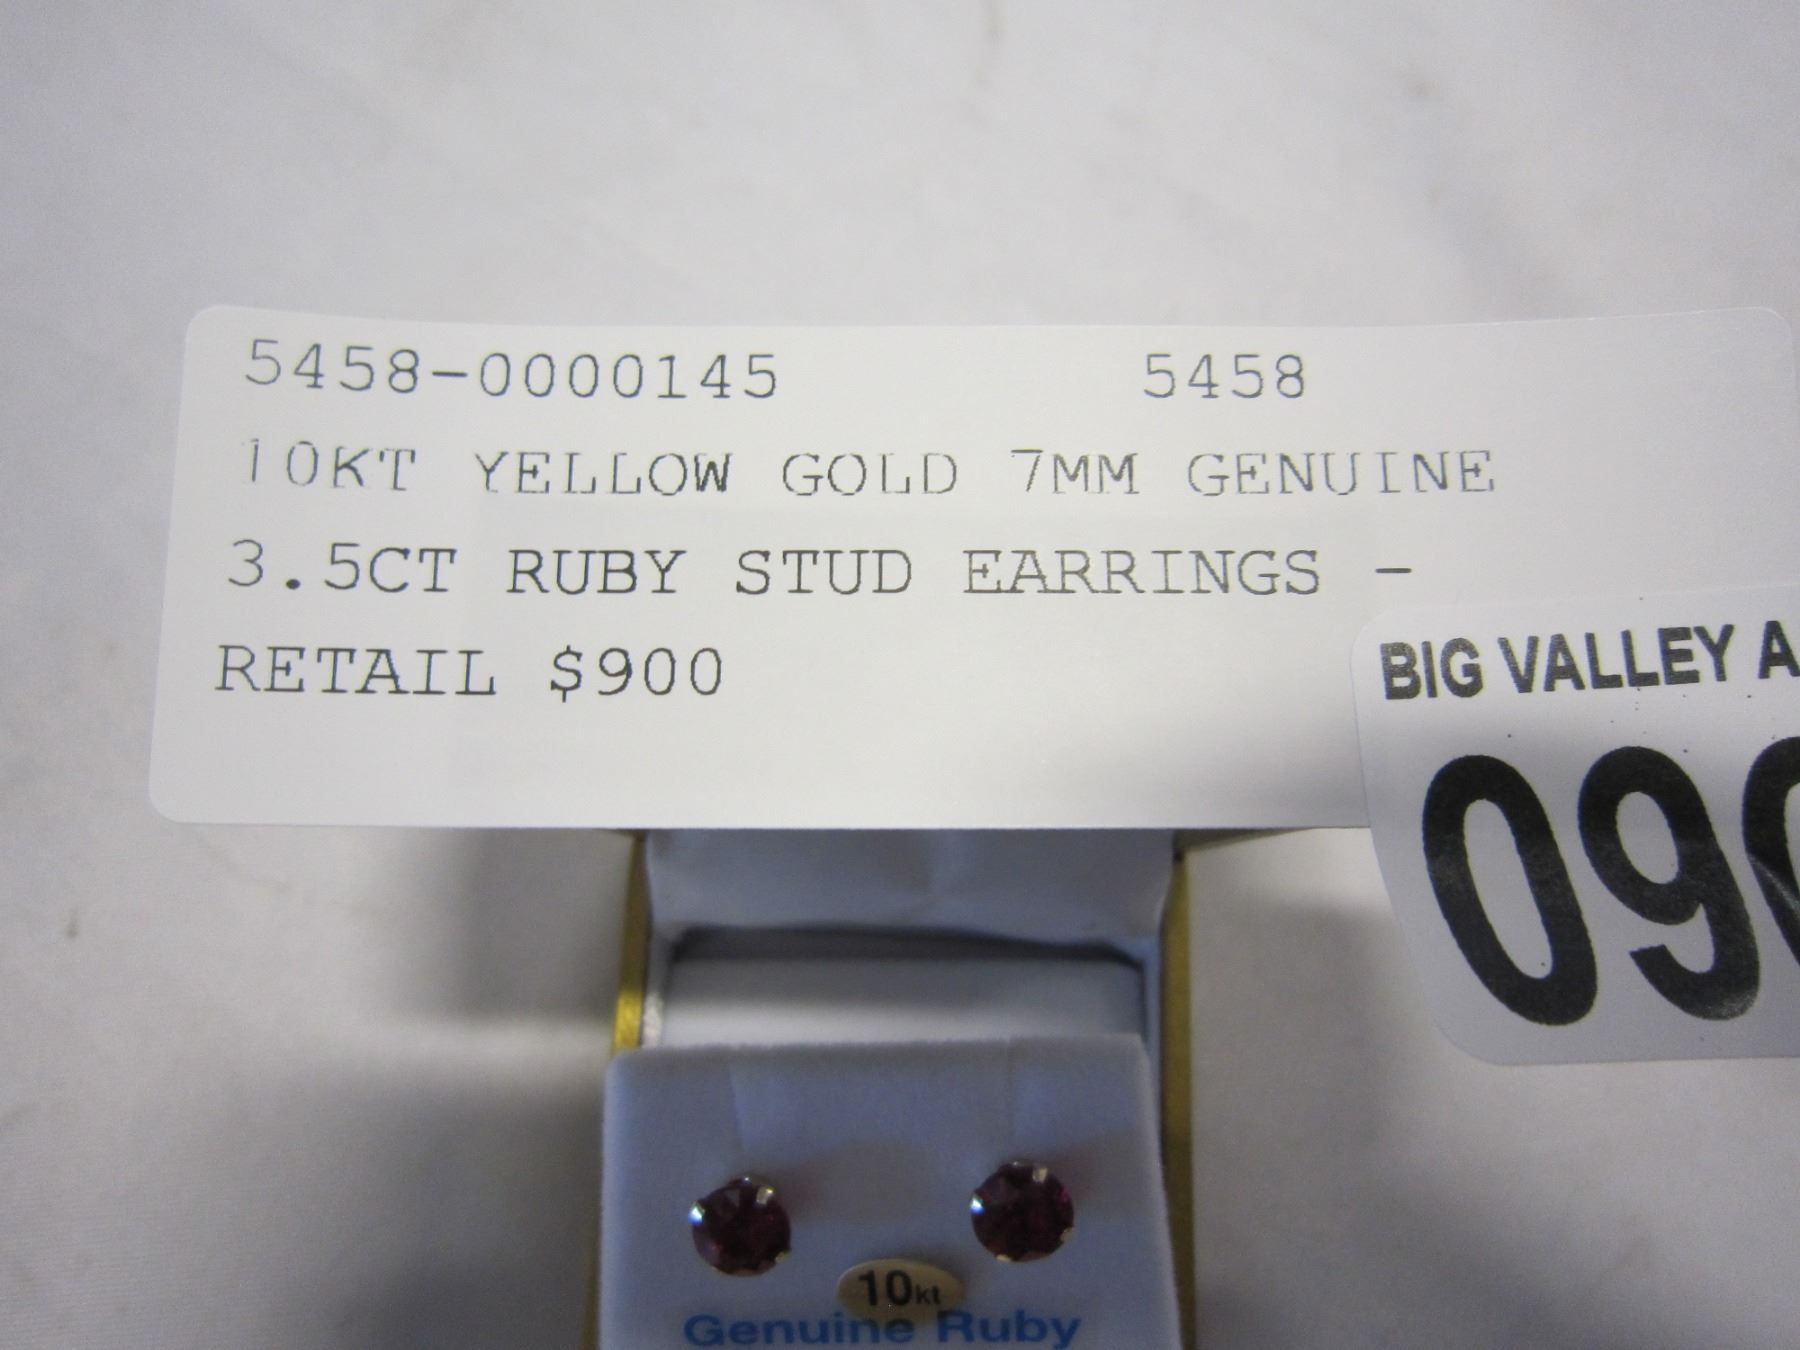 5458-0000145 5458
10KT YELLOW GOLD 7MM GENUINE
3.5CT RUBY STUD EARRINGS -
RETAIL $900
BIG VALLEY A
090
10kt
Genuine Ruby